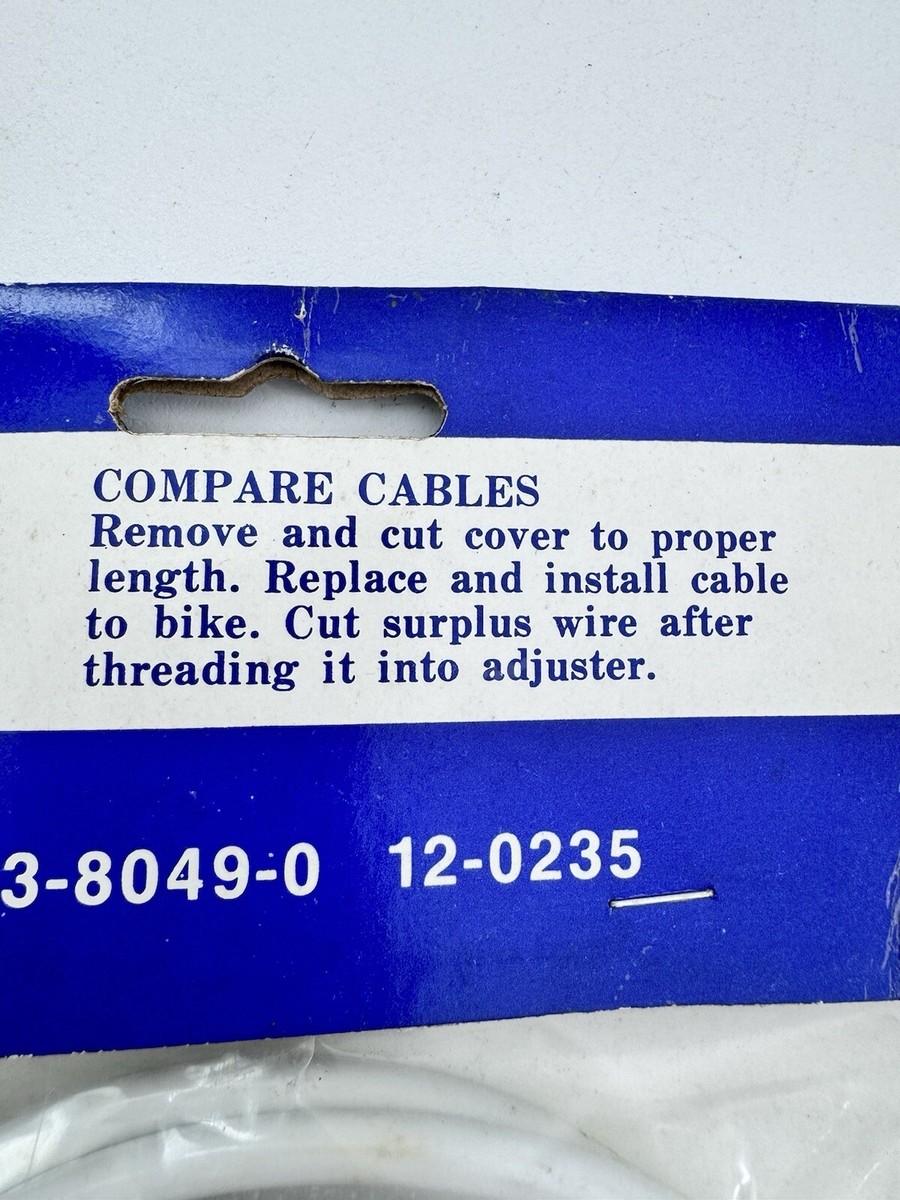 COMPARE CABLES
Remove and cut cover to proper
length. Replace and install cable
to bike. Cut surplus wire after
threading it into adjuster.
3-8049-0 12-0235